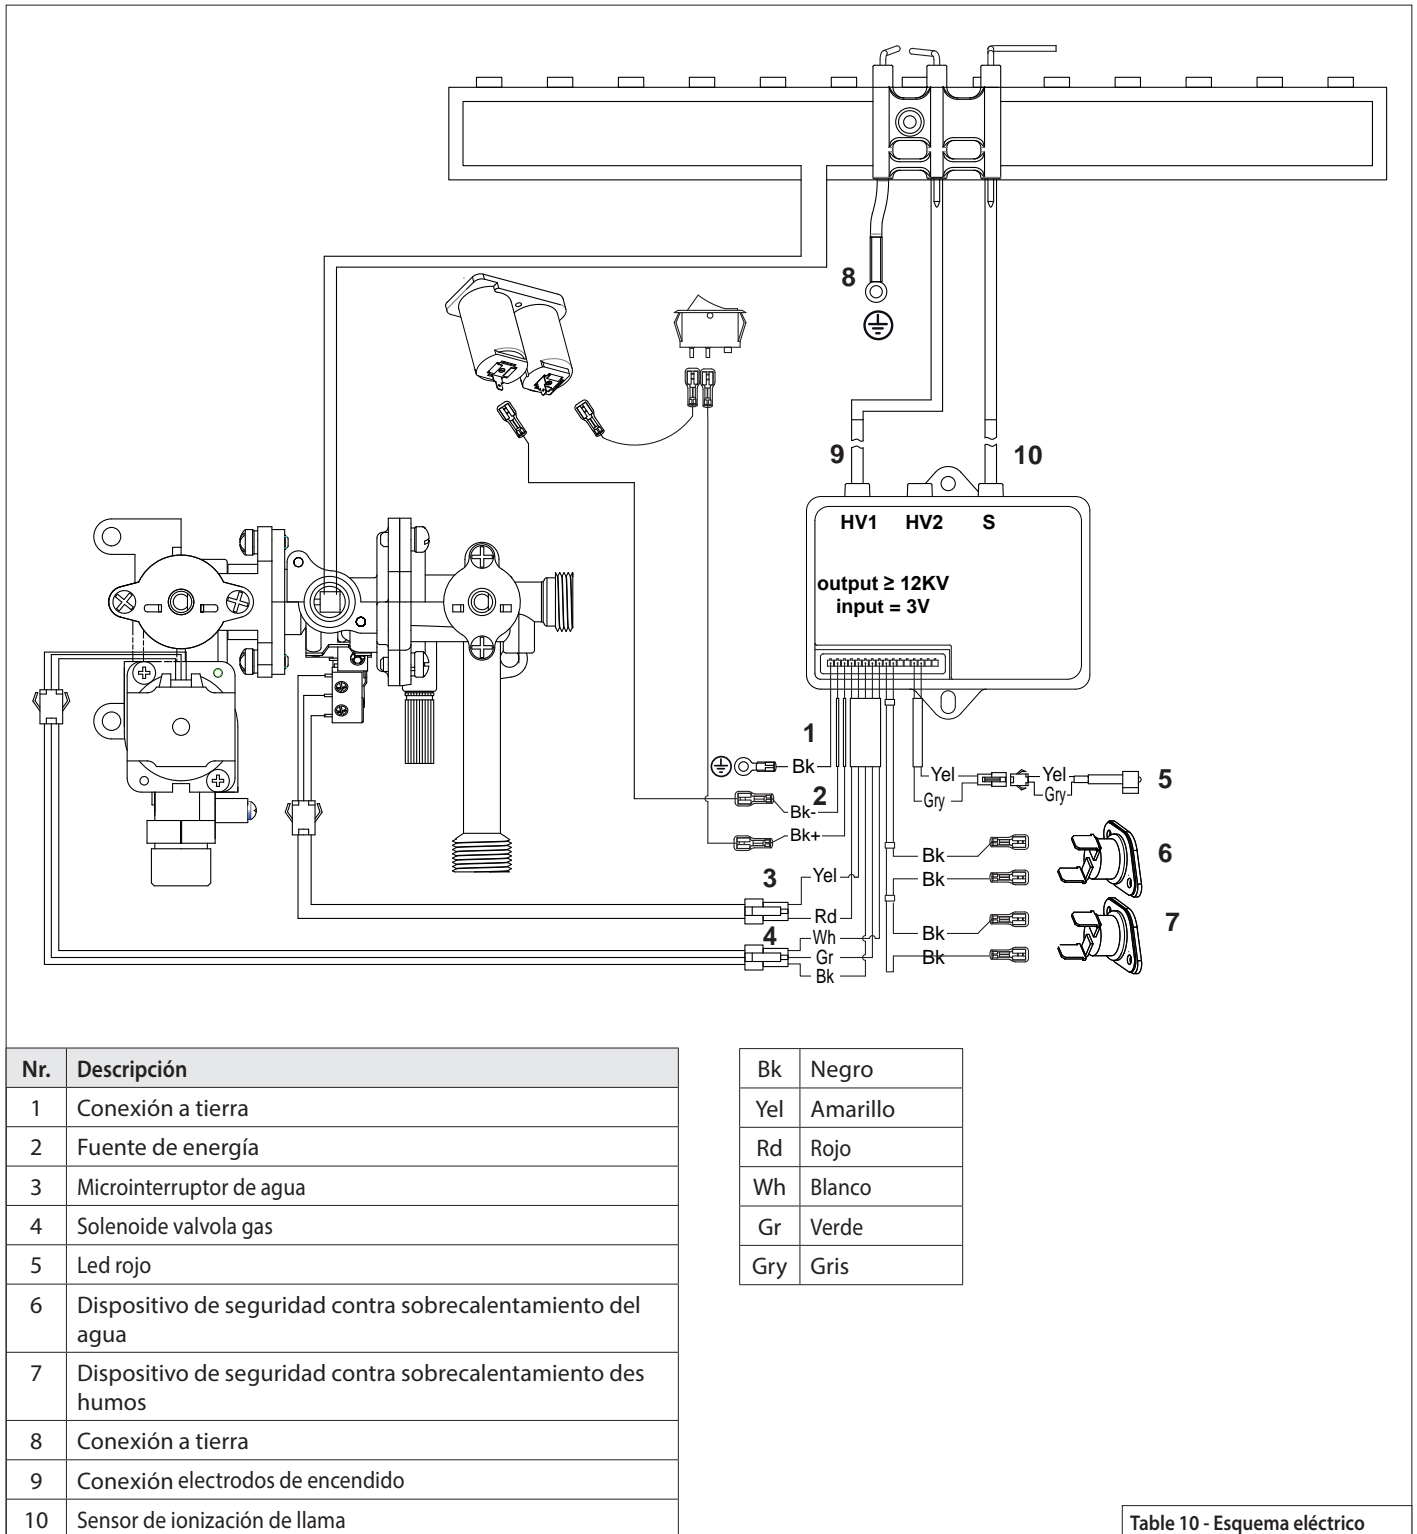 8
9
10
HV1 HV2 S
output ≥ 12KV
input = 3V
1
Bk
2
Bk-
Bk+
Yel Yel 5
Gry Gry
3
Yel
Rd
4
Wh
Gr
Bk
Bk 6
Bk
Bk 7
Bk
Nr. Descripción
1 Conexión a tierra
2 Fuente de energía
3 Microinterruptor de agua
4 Solenoide valvola gas
5 Led rojo
6 Dispositivo de seguridad contra sobrecalentamiento del
agua
7 Dispositivo de seguridad contra sobrecalentamiento des
humos
8 Conexión a tierra
9 Conexión electrodos de encendido
10 Sensor de ionización de llama
Bk Negro
Yel Amarillo
Rd Rojo
Wh Blanco
Gr Verde
Gry Gris
Table 10 - Esquema eléctrico